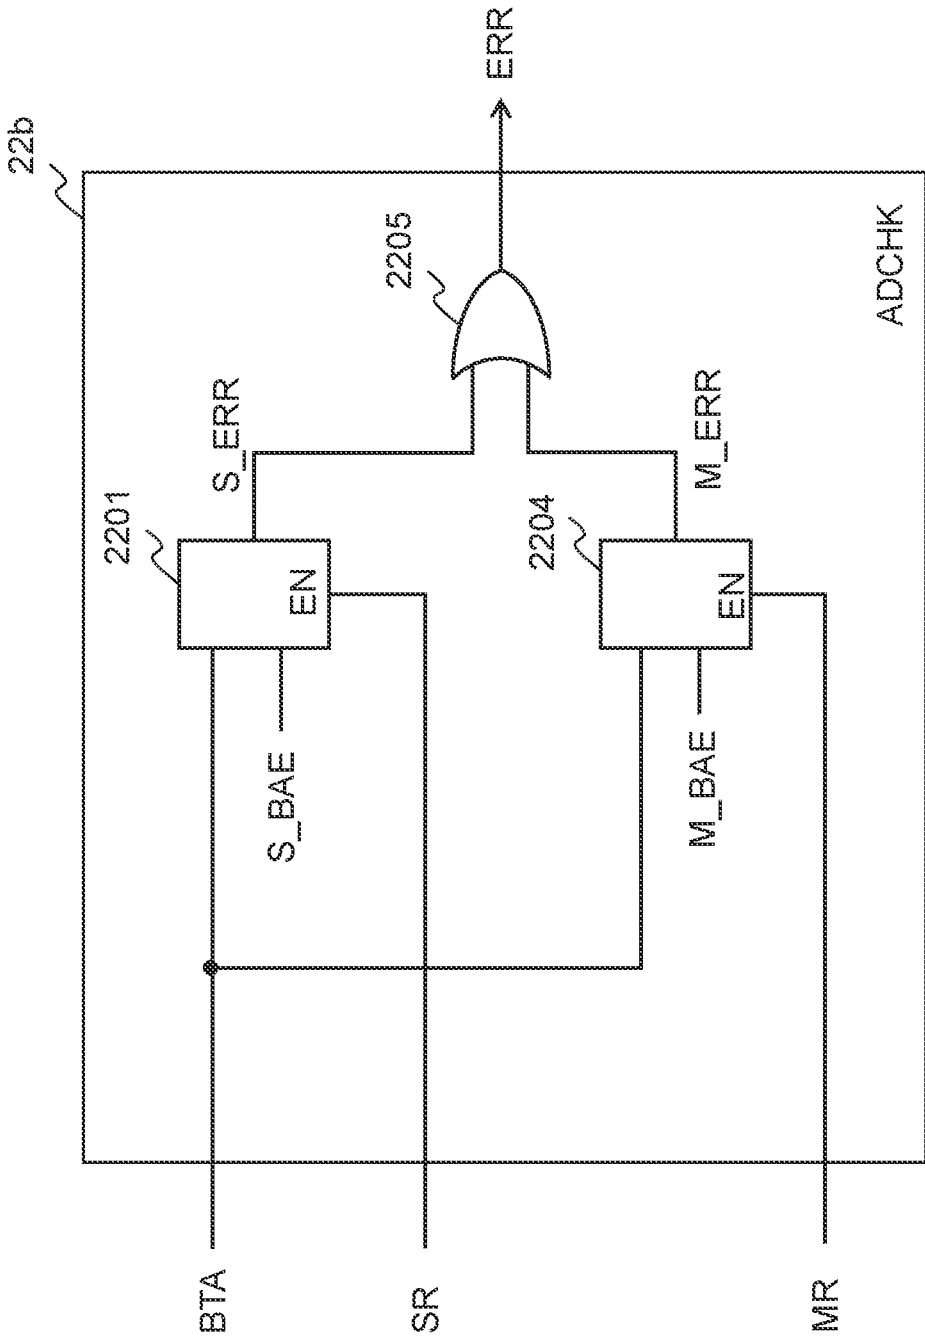 22b
ERR
2205
ADCHK
S_ERR
M_ERR
2201
2204
EN
EN
S_BAE
M_BAE
BTA
SR
MR